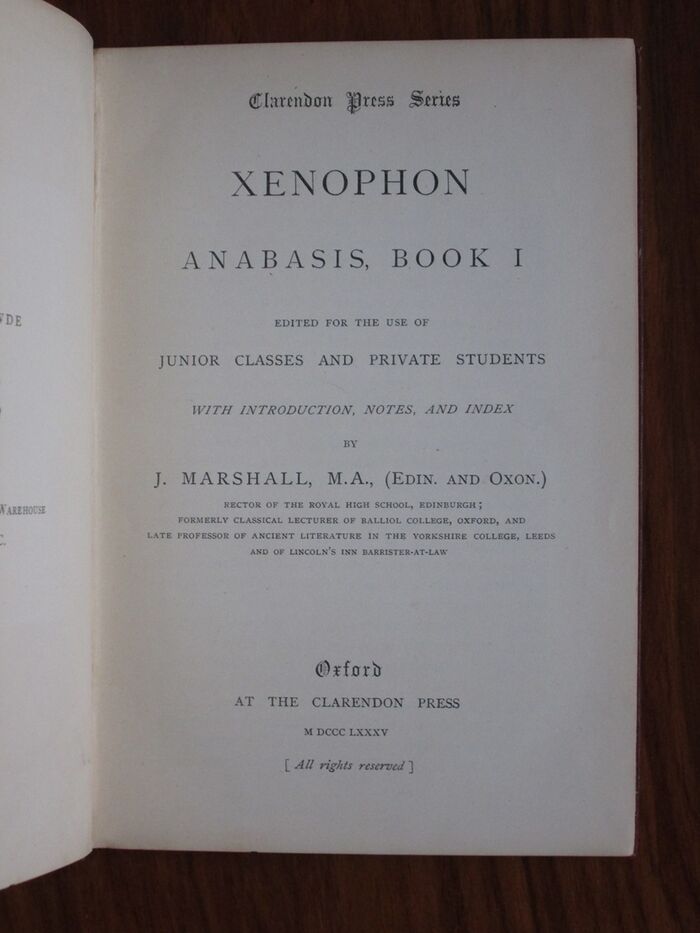 Clarendon Press Series
XENOPHON
ANABASIS, BOOK I
EDITED FOR THE USE OF
JUNIOR CLASSES AND PRIVATE STUDENTS
WITH INTRODUCTION, NOTES, AND INDEX
BY
J. MARSHALL, M.A., (EDIN. AND OXON.)
RECTOR OF THE ROYAL HIGH SCHOOL, EDINBURGH;
FORMERLY CLASSICAL LECTURER OF BALLIOL COLLEGE, OXFORD, AND
LATE PROFESSOR OF ANCIENT LITERATURE IN THE YORKSHIRE COLLEGE, LEEDS
AND OF LINCOLN'S INN BARRISTER-AT-LAW
Oxford
AT THE CLARENDON PRESS
M DCCC LXXXV
[ All rights reserved ]
WAREHOUSE